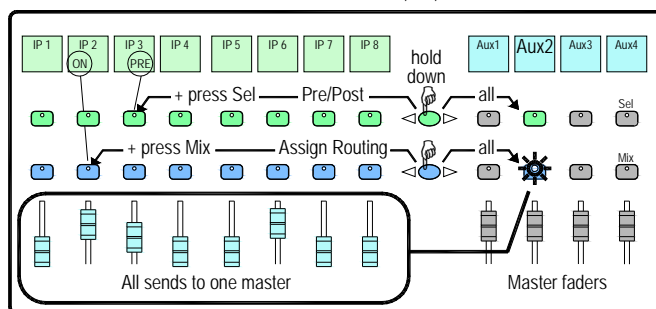 IP 1 IP 2 IP 3 IP 4 IP 5 IP 6 IP 7 IP 8 Aux1 Aux2 Aux3 Aux4
ON PRE
hold
down
+ press Sel Pre/Post all Sel
+ press Mix Assign Routing all Mix
All sends to one master Master faders